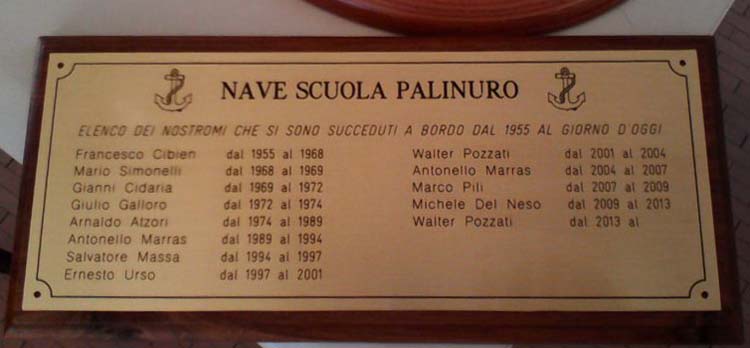 NAVE SCUOLA PALINURO
ELENCO DEI NOSTROMI CHE SI SONO SUCCEDUTI A BORDO DAL 1955 AL GIORNO D'OGGI
Francesco Cibien dal 1955 al 1968
Mario Simonelli dal 1968 al 1969
Gianni Cidaria dal 1969 al 1972
Giulio Galloro dal 1972 al 1974
Arnaldo Atzori dal 1974 al 1989
Antonello Marras dal 1989 al 1994
Salvatore Massa dal 1994 al 1997
Ernesto Urso dal 1997 al 2001
Walter Pozzati dal 2001 al 2004
Antonello Marras dal 2004 al 2007
Marco Pili dal 2007 al 2009
Michele Del Neso dal 2009 al 2013
Walter Pozzati dal 2013 al